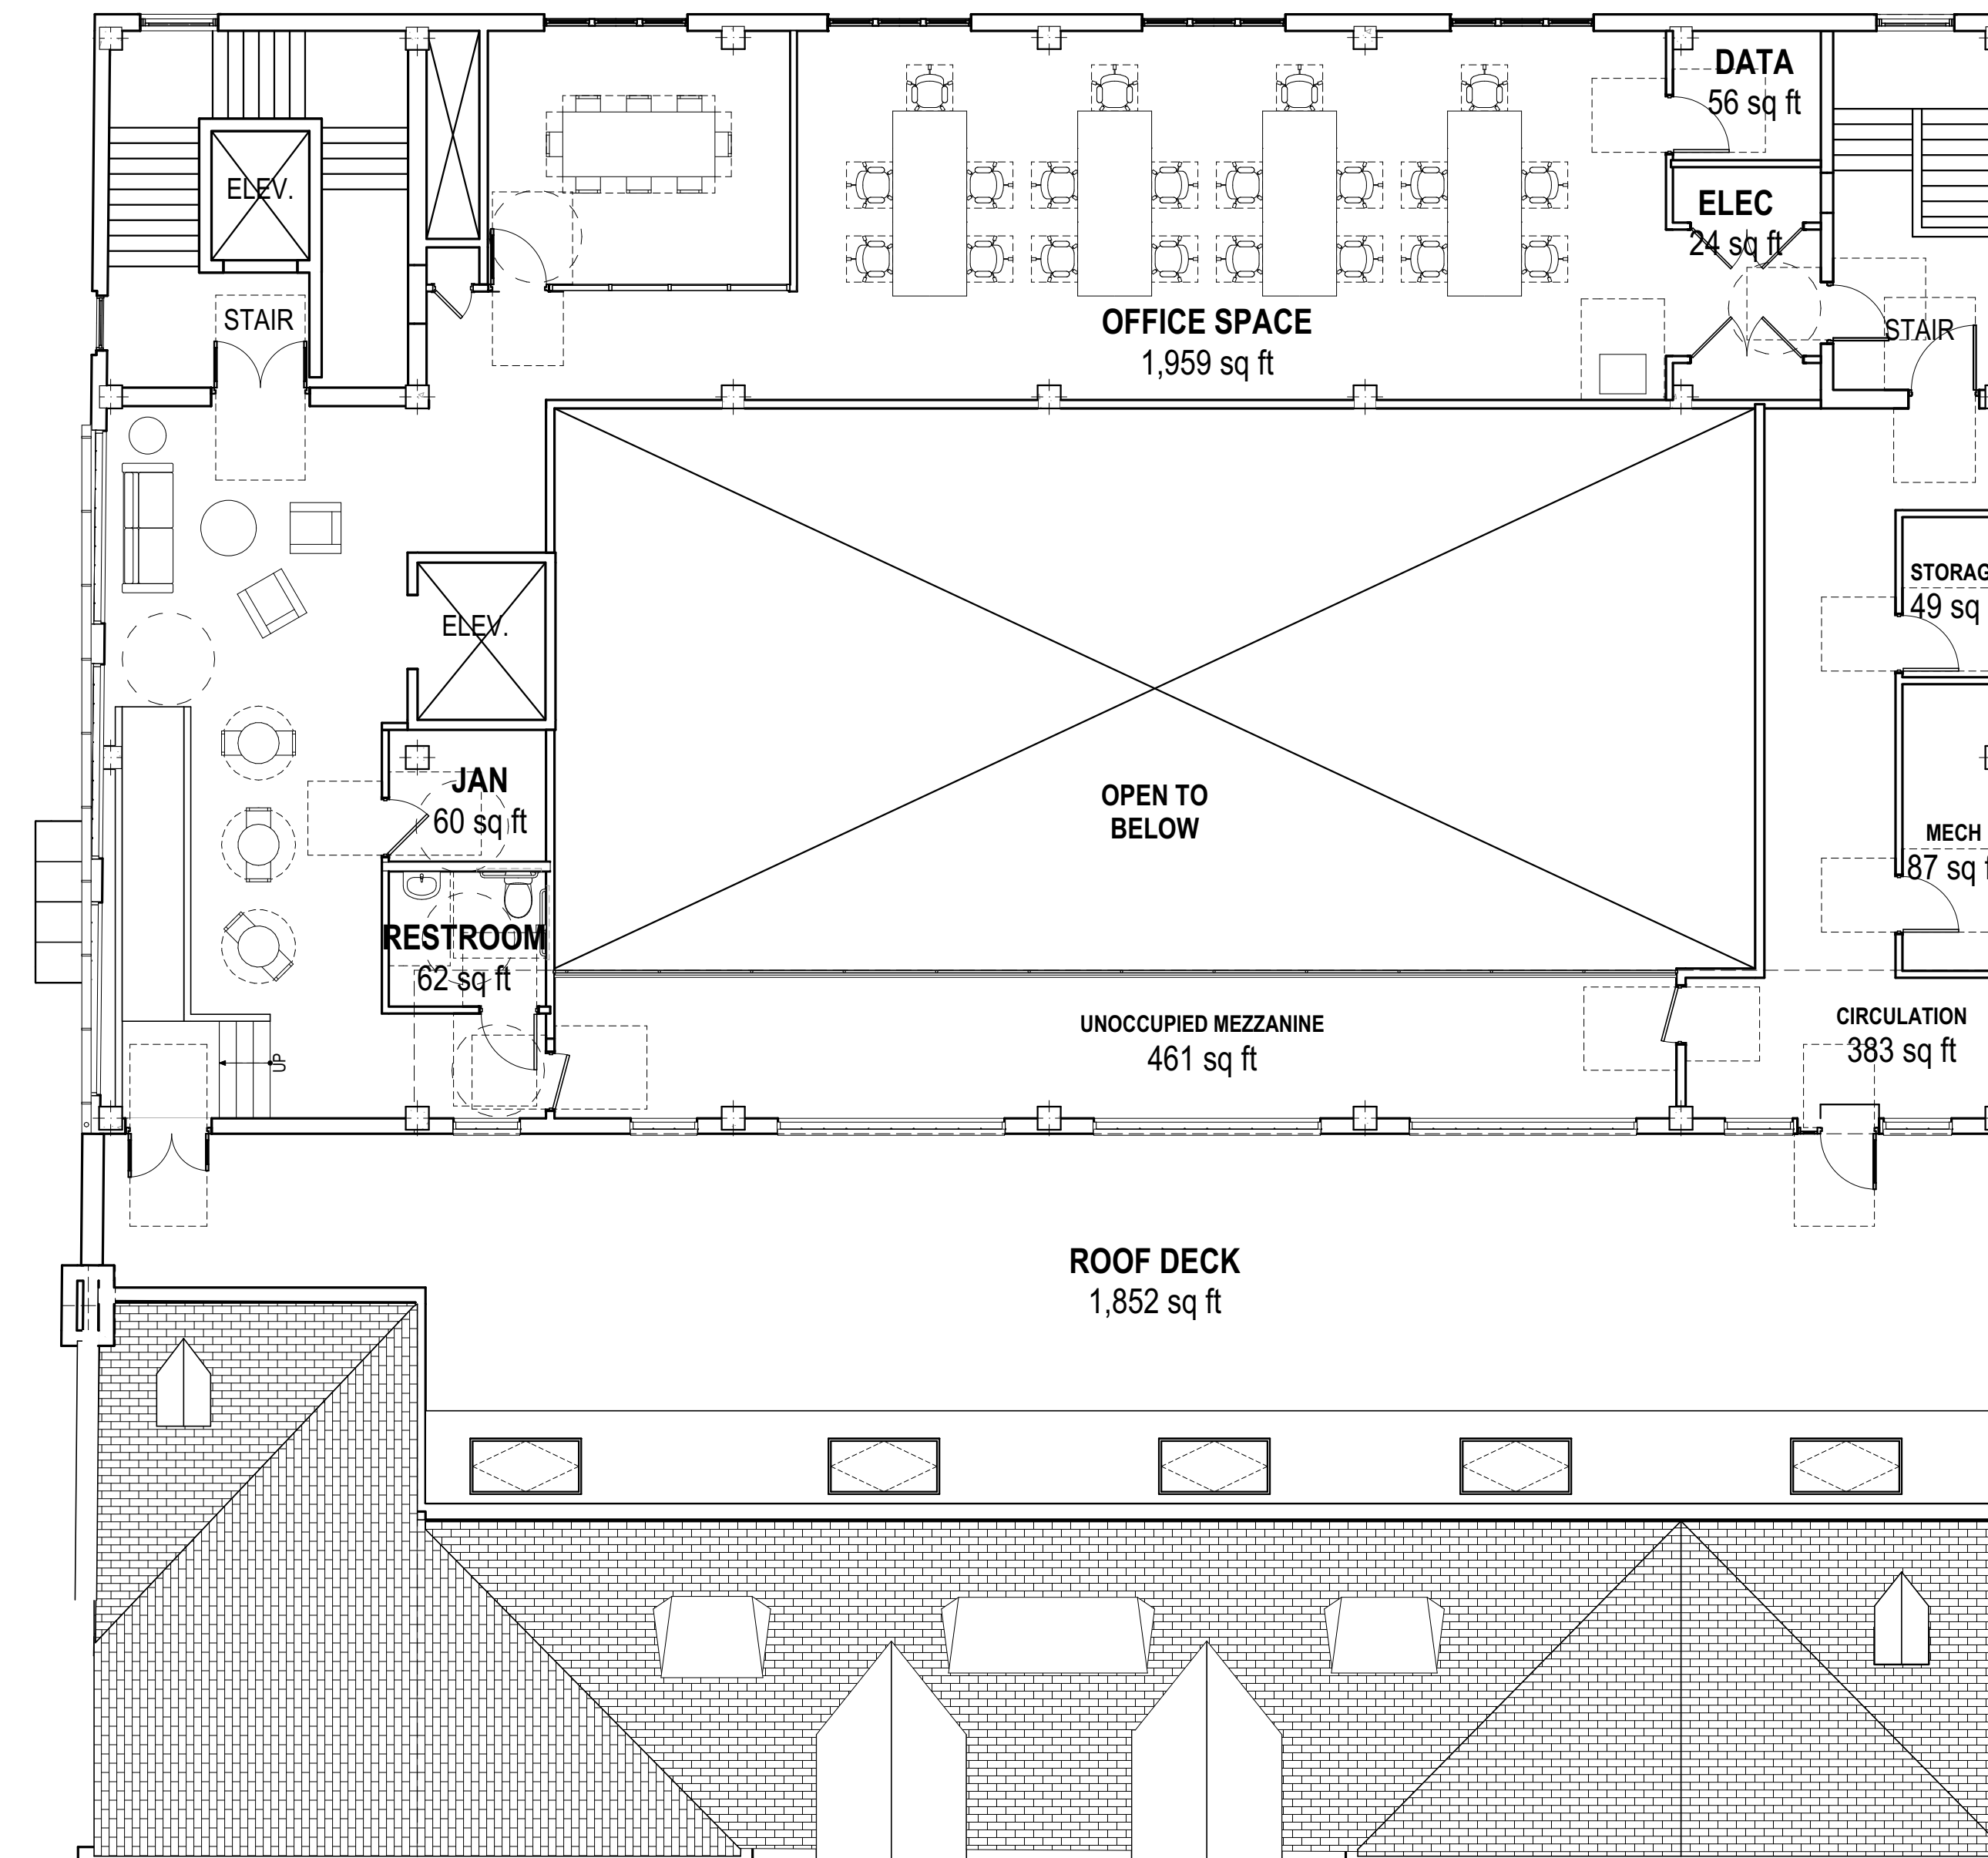 DATA
56 sq ft
ELEV.
ELEC
24 sq ft
STAIR
OFFICE SPACE
1,959 sq ft
STAIR
STORAG
49 sq
ELEV.
JAN
60 sq ft
OPEN TO
BELOW
MECH
87 sq f
RESTROOM
62 sq ft
UNOCCUPIED MEZZANINE
461 sq ft
CIRCULATION
383 sq ft
UP
ROOF DECK
1,852 sq ft